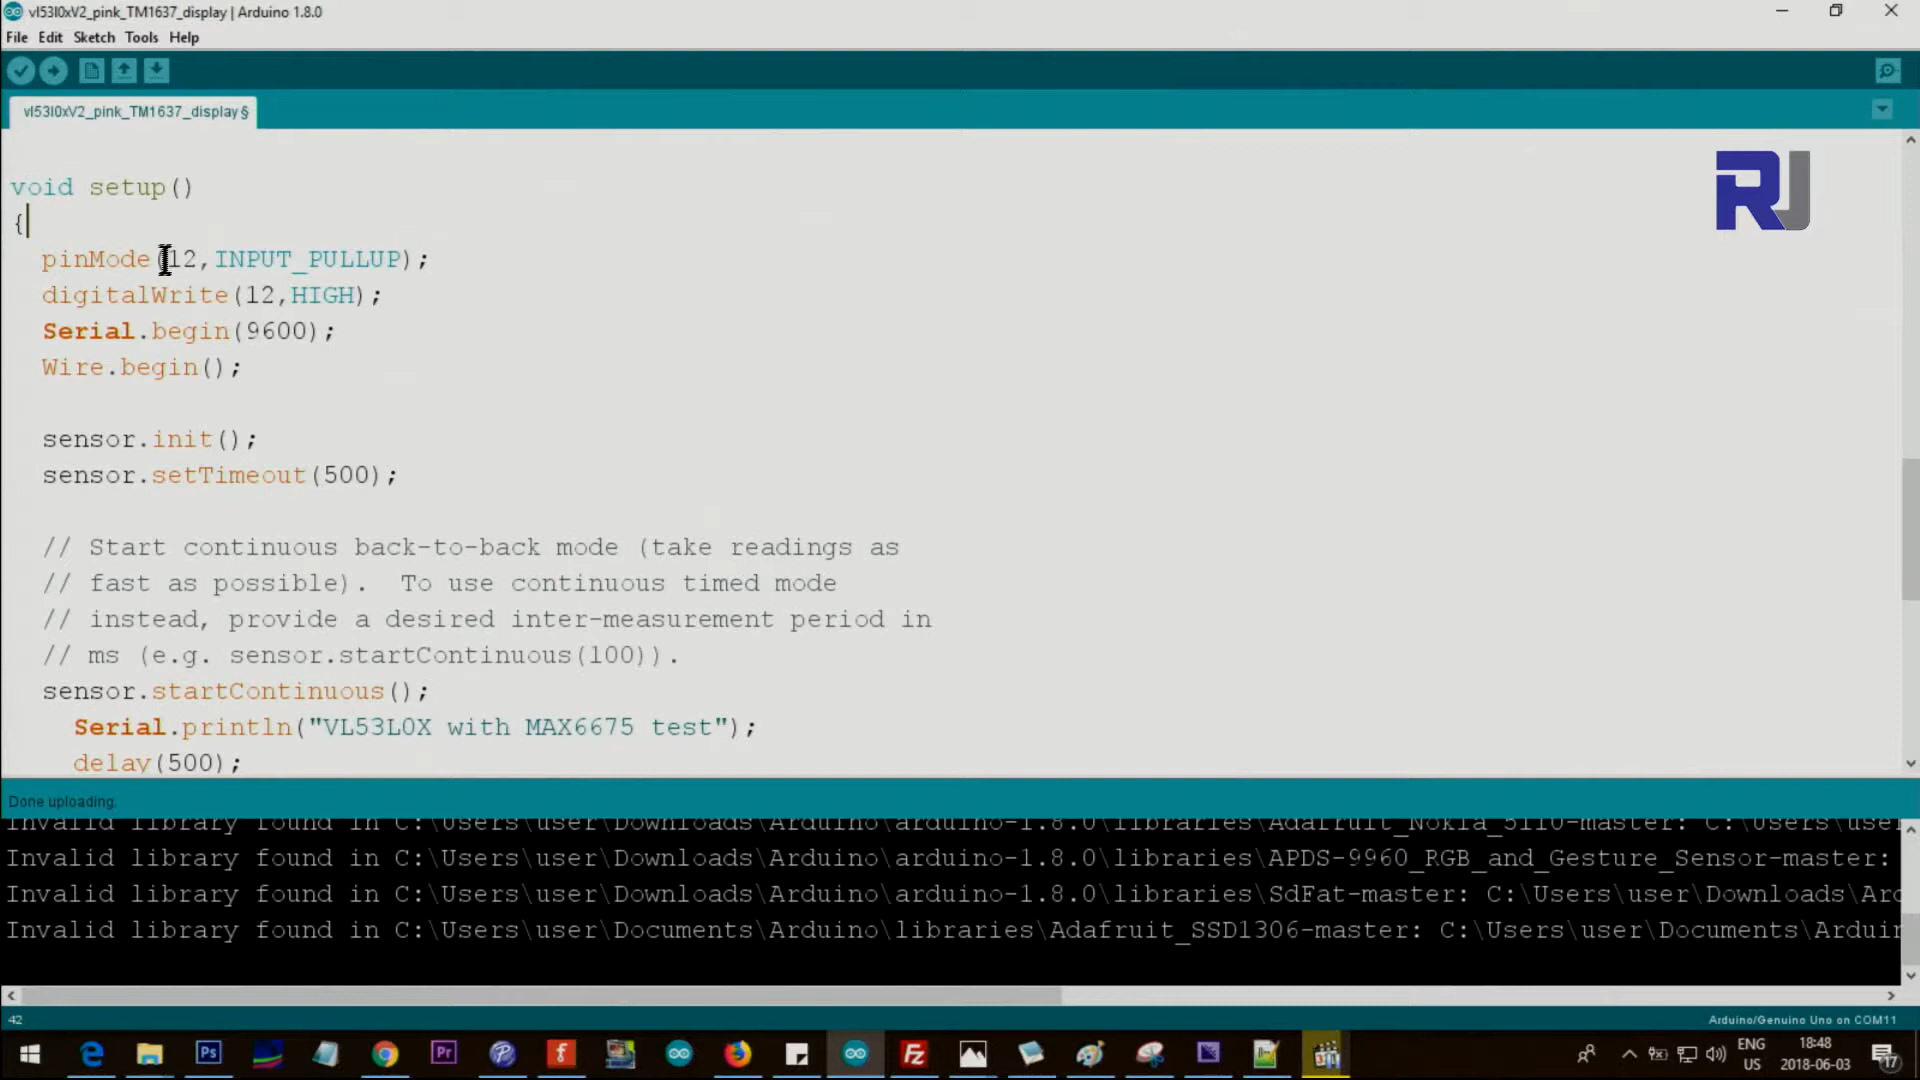 vl53l0xV2_pink_TM1637_display | Arduino 1.8.0
File Edit Sketch Tools Help
vl53l0xV2_pink_TM1637_display §
RJ
void setup()
{
pinMode(12,INPUT_PULLUP);
digitalWrite(12,HIGH);
Serial.begin(9600);
Wire.begin();
sensor.init();
sensor.setTimeout(500);
// Start continuous back-to-back mode (take readings as
// fast as possible).  To use continuous timed mode
// instead, provide a desired inter-measurement period in
// ms (e.g. sensor.startContinuous(100)).
sensor.startContinuous();
Serial.println("VL53L0X with MAX6675 test");
delay(500);
Done uploading.
Invalid library found in C:\Users\user\Downloads\Arduino\arduino-1.8.0\libraries\Adafruit_Nokia_5110-master: C:\Users\user
Invalid library found in C:\Users\user\Downloads\Arduino\arduino-1.8.0\libraries\APDS-9960_RGB_and_Gesture_Sensor-master:
Invalid library found in C:\Users\user\Downloads\Arduino\arduino-1.8.0\libraries\SdFat-master: C:\Users\user\Downloads\Arc
Invalid library found in C:\Users\user\Documents\Arduino\libraries\Adafruit_SSD1306-master: C:\Users\user\Documents\Arduin
42
Arduino/Genuino Uno on COM11
Ps
Pr
P
f
Fz
ENG
US
18:48
2018-06-03
17